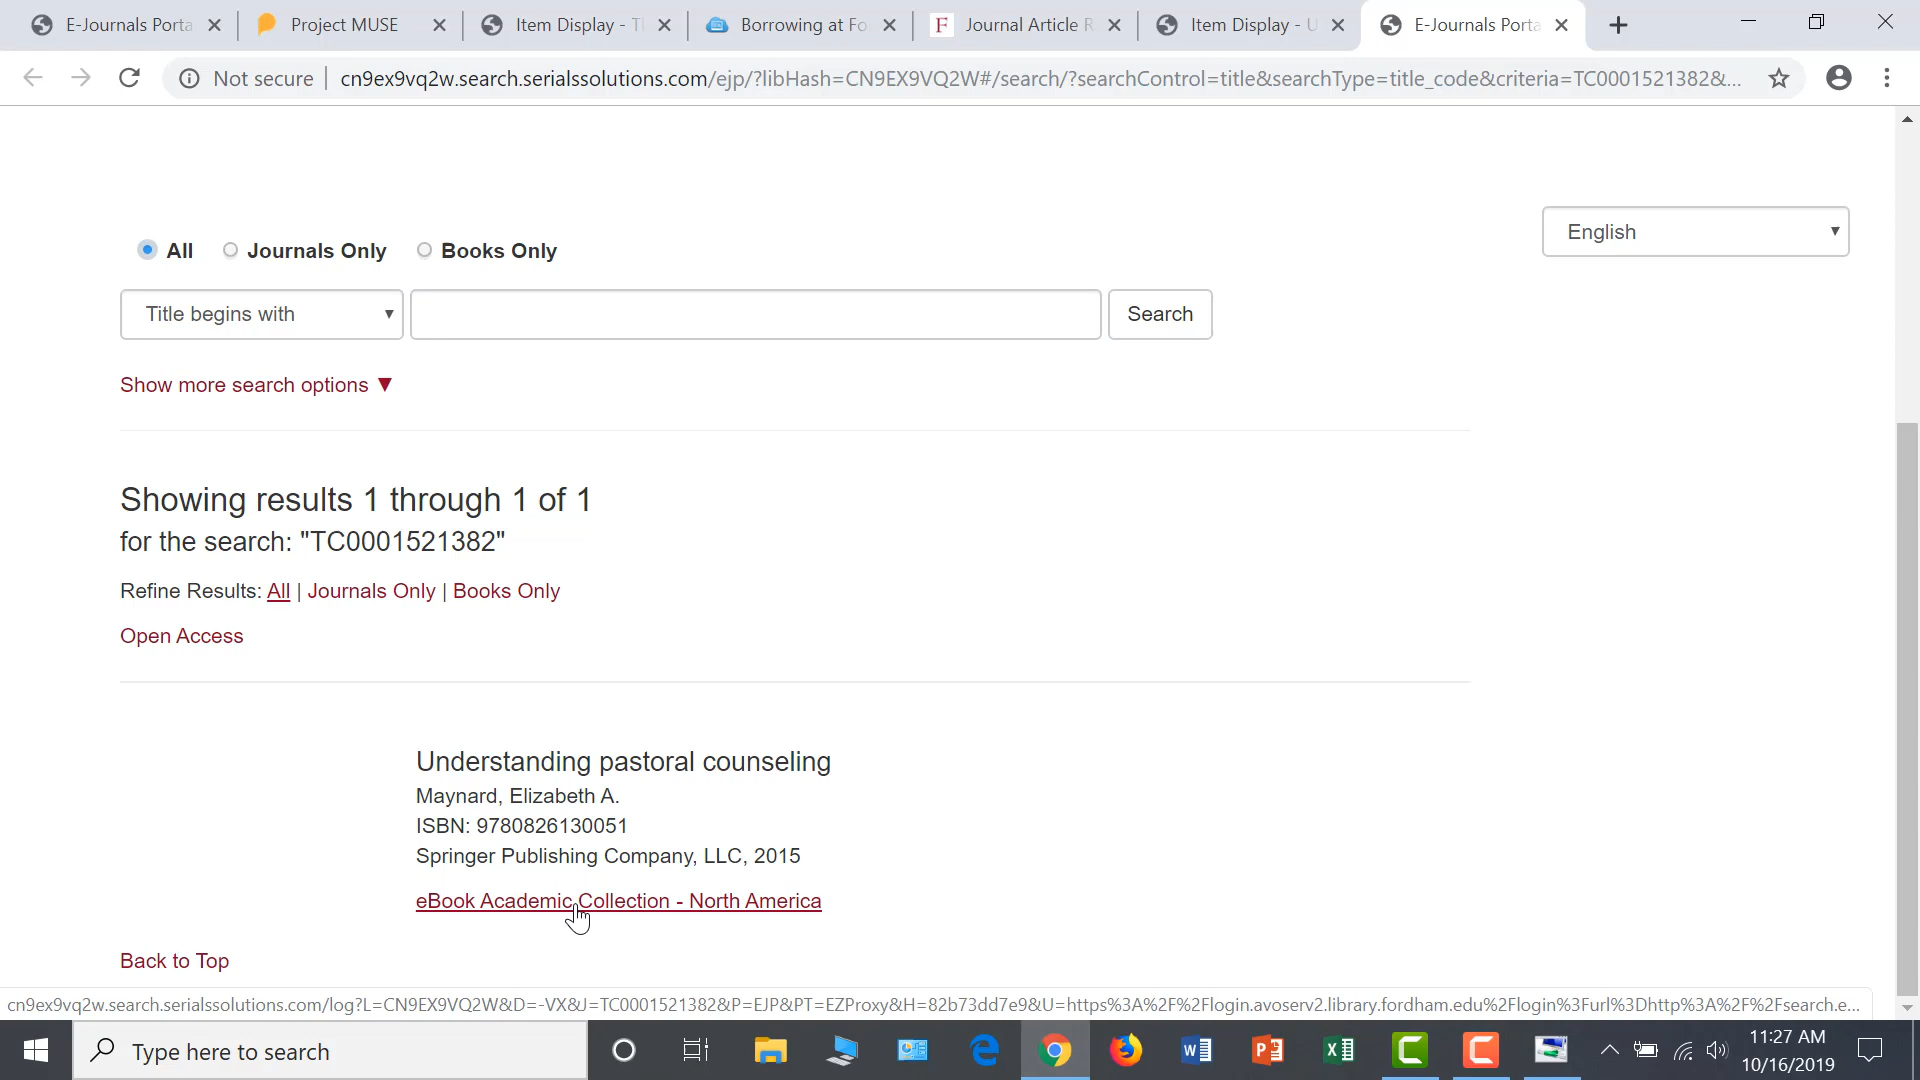 E-Journals Porta
Project MUSE
Item Display - T
Borrowing at Fo
Journal Article R
Item Display - U
E-Journals Porta
Not secure
cn9ex9vq2w.search.serialssolutions.com/ejp/?libHash=CN9EX9VQ2W#/search/?searchControl=title&searchType=title_code&criteria=TC0001521382&...
English
All
Journals Only
Books Only
Title begins with
Search
Show more search options ▼
Showing results 1 through 1 of 1
for the search: "TC0001521382"
Refine Results: All | Journals Only | Books Only
Open Access
Understanding pastoral counseling
Maynard, Elizabeth A.
ISBN: 9780826130051
Springer Publishing Company, LLC, 2015
eBook Academic Collection - North America
Back to Top
cn9ex9vq2w.search.serialssolutions.com/log?L=CN9EX9VQ2W&D=-VX&J=TC0001521382&P=EJP&PT=EZProxy&H=82b73dd7e9&U=https%3A%2F%2Flogin.avoserv2.library.fordham.edu%2Flogin%3Furl%3Dhttp%3A%2F%2Fsearch.e...
Type here to search
11:27 AM
10/16/2019